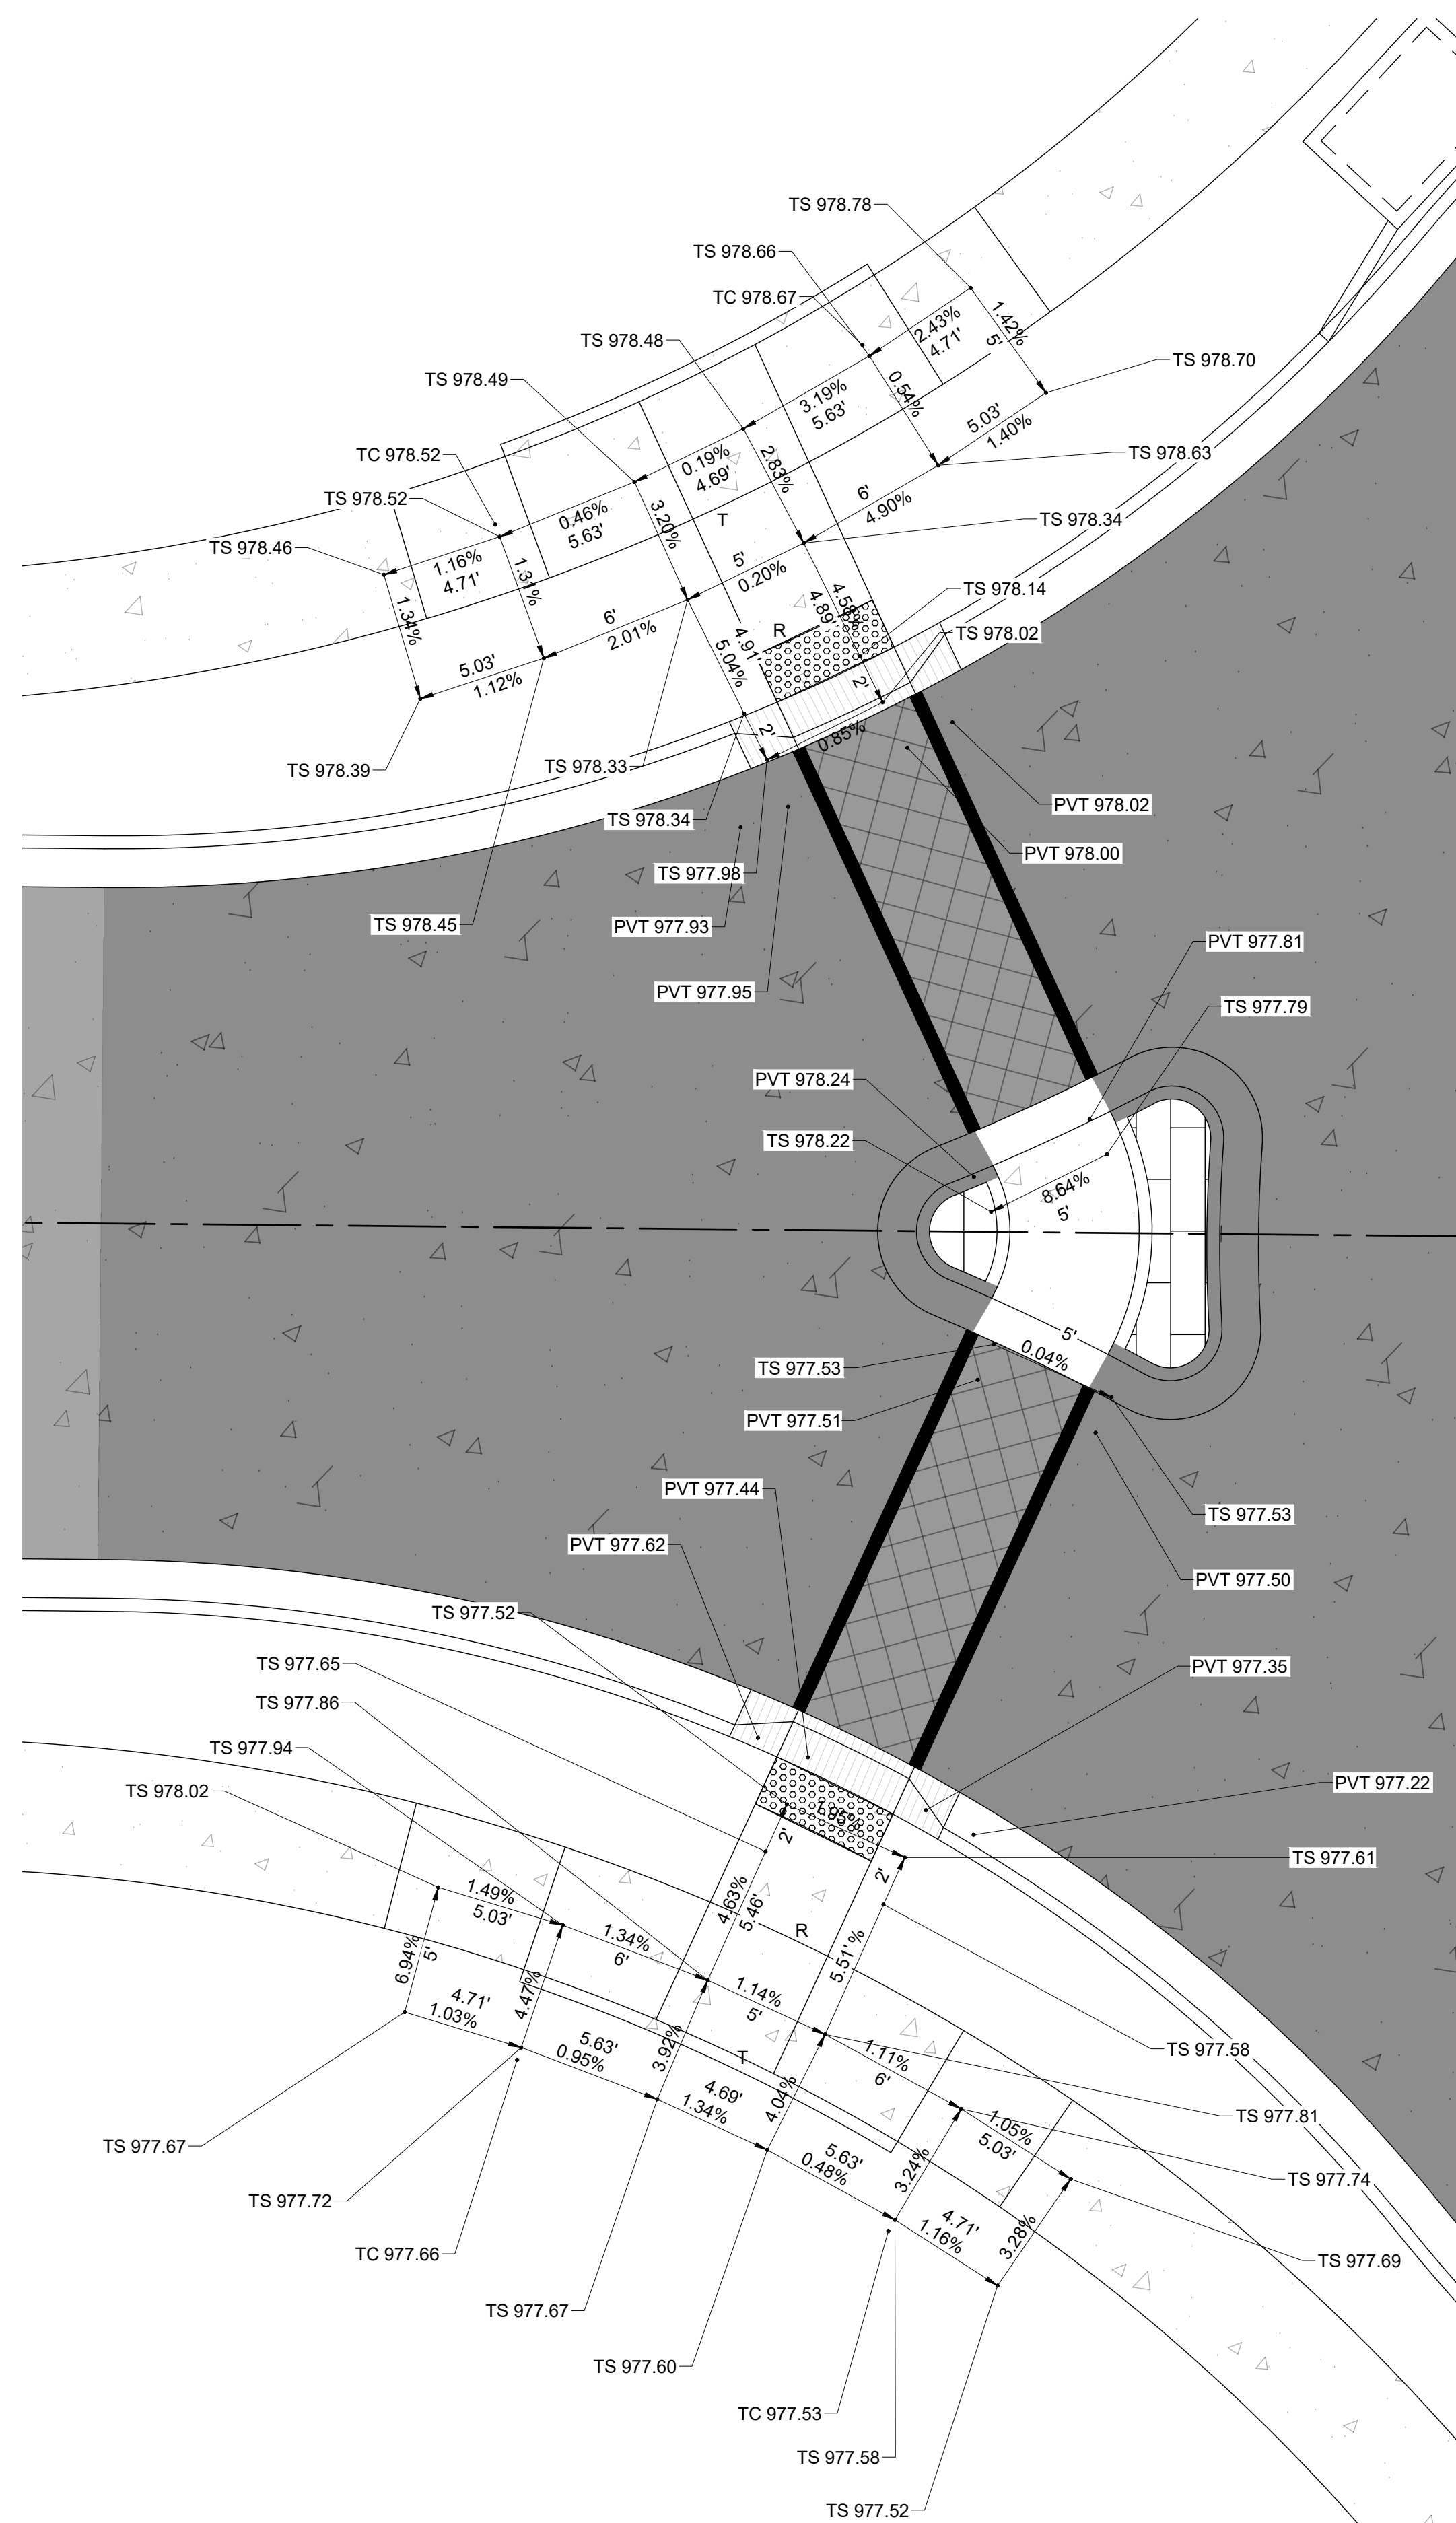 TS 978.78
TS 978.66
TC 978.67
2.43%
4.71'
1.42%
5'
TS 978.48
TS 978.70
TS 978.49
3.19%
5.63'
0.54%
5.03'
1.40%
TC 978.52
0.19%
4.69'
2.83%
TS 978.63
TS 978.52
0.46%
5.63'
3.20%
6'
4.90%
T
TS 978.34
TS 978.46
1.16%
4.71'
1.31%
5'
0.20%
1.34%
6'
2.01%
4.89'
R
TS 978.14
TS 978.02
4.91'
5.04%
5.03'
1.12%
2'
2'
0.85%
TS 978.39
TS 978.33
TS 978.34
PVT 978.02
PVT 978.00
TS 977.98
TS 978.45
PVT 977.93
PVT 977.81
PVT 977.95
TS 977.79
PVT 978.24
TS 978.22
8.64%
5'
5'
0.04%
TS 977.53
PVT 977.51
PVT 977.44
TS 977.53
PVT 977.62
PVT 977.50
TS 977.52
TS 977.65
PVT 977.35
TS 977.86
TS 977.94
TS 978.02
PVT 977.22
1.95%
2'
TS 977.61
2'
1.49%
5.03'
4.63%
5.46'
R
1.34%
6'
5.51'
%
6.94%
5'
4.47%
1.14%
5'
4.71'
1.03%
5.63'
0.95%
3.92%
T
1.11%
6'
TS 977.58
4.69'
1.34%
4.04%
TS 977.81
1.05%
5.03'
TS 977.67
5.63'
0.48%
3.24%
TS 977.74
TS 977.72
4.71'
1.16%
3.28%
TC 977.66
TS 977.69
TS 977.67
TS 977.60
TC 977.53
TS 977.58
TS 977.52